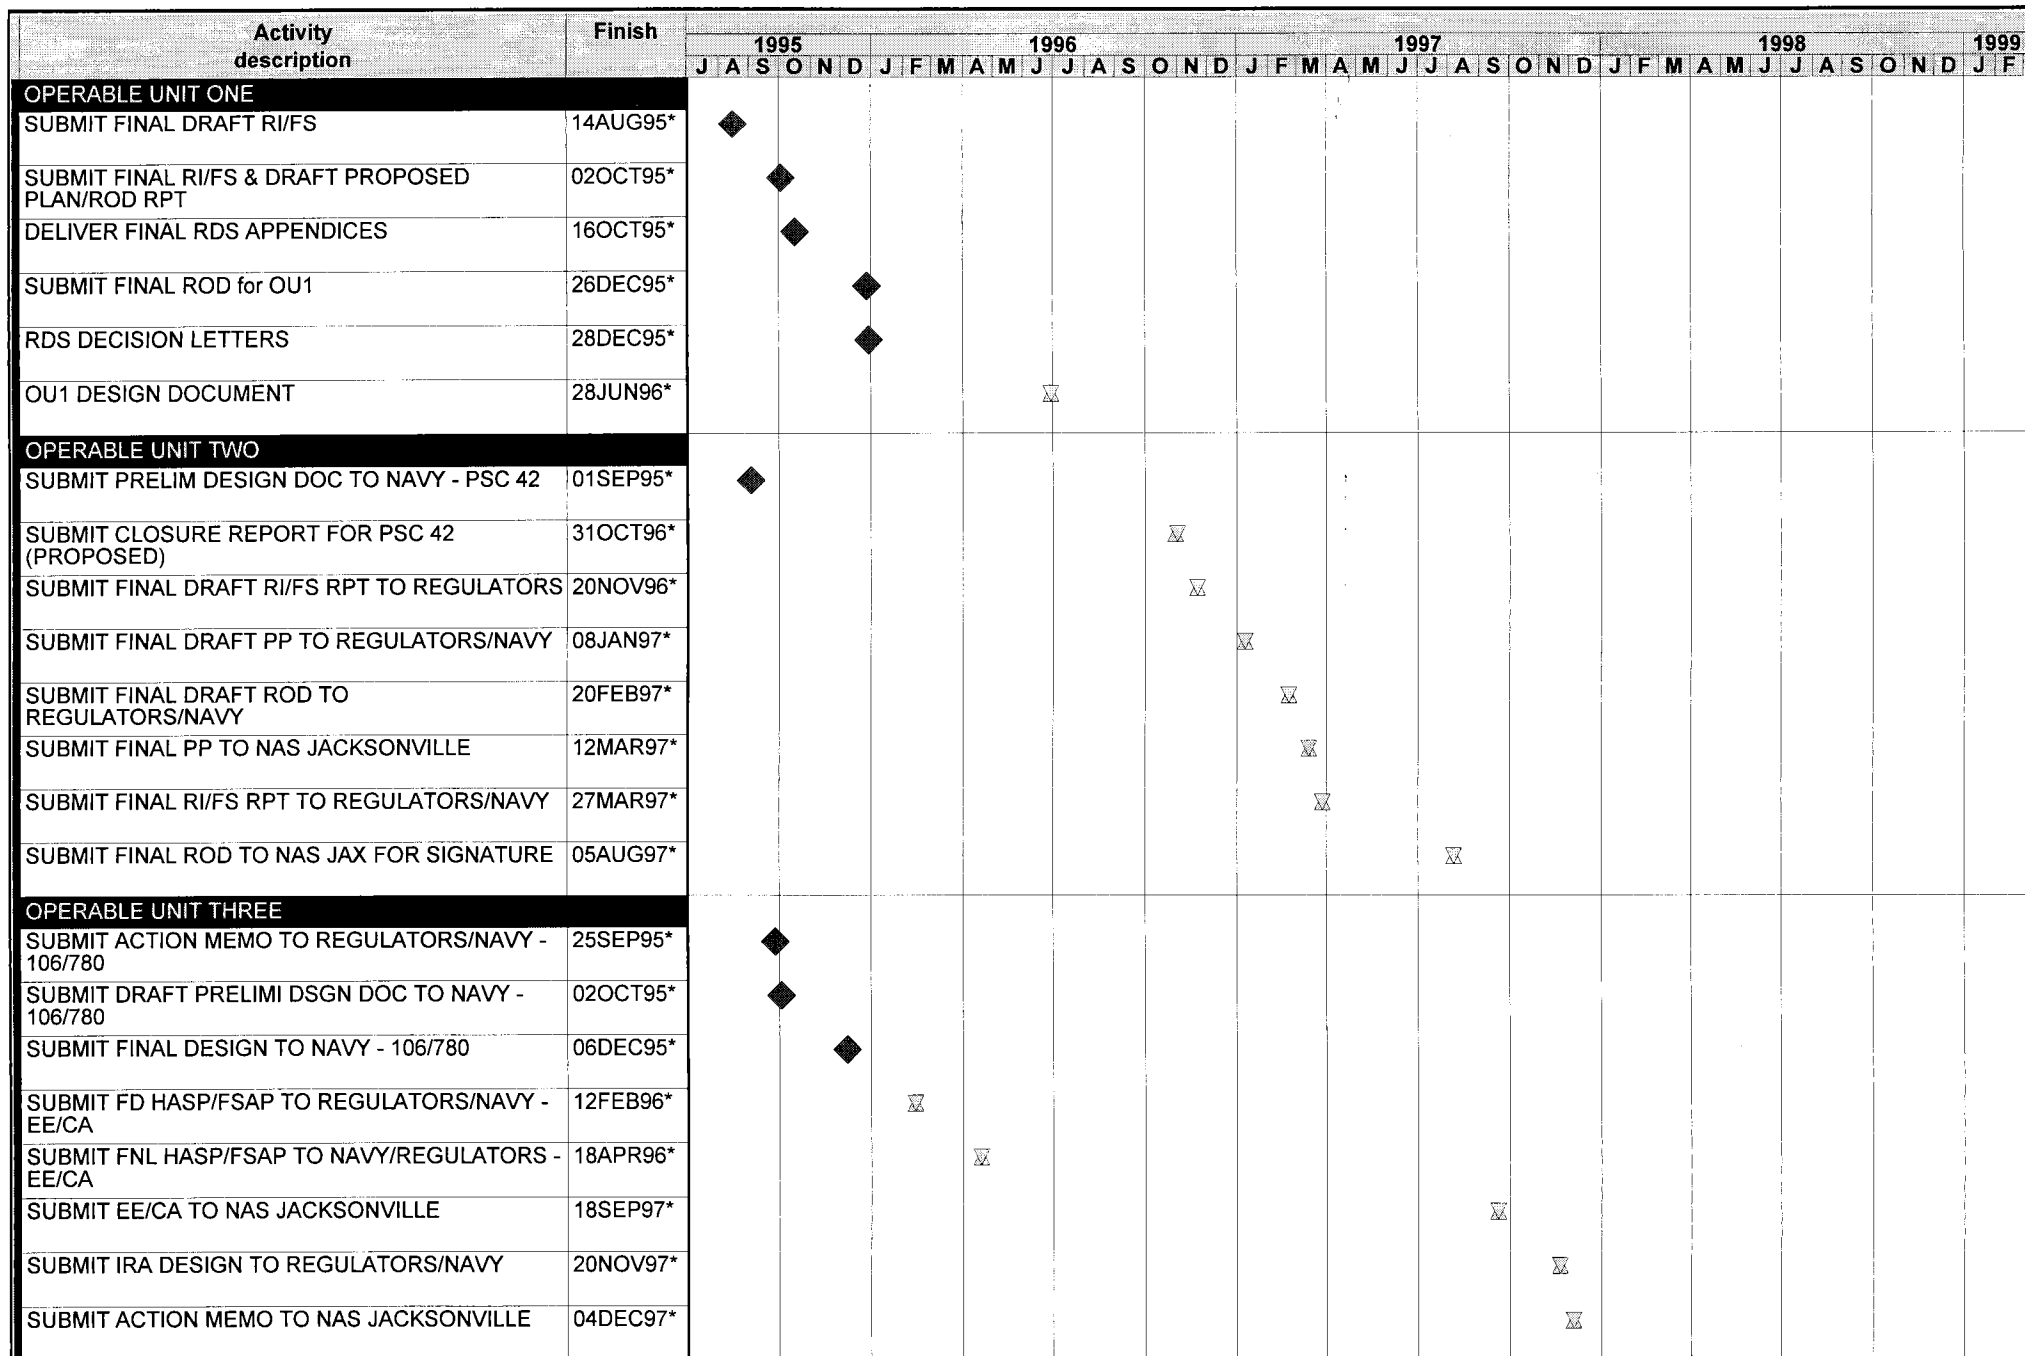 Activity description Finish
1995 1996 1997 1998 1999
J A S O N D J F M A M J J A S O N D J F M A M J J A S O N D J F M A M J J A S O N D J F
OPERABLE UNIT ONE
SUBMIT FINAL DRAFT RI/FS 14AUG95*
SUBMIT FINAL RI/FS & DRAFT PROPOSED 02OCT95*
PLAN/ROD RPT
DELIVER FINAL RDS APPENDICES 16OCT95*
SUBMIT FINAL ROD for OU1 26DEC95*
RDS DECISION LETTERS 28DEC95*
OU1 DESIGN DOCUMENT 28JUN96*
OPERABLE UNIT TWO
SUBMIT PRELIM DESIGN DOC TO NAVY - PSC 42 01SEP95*
SUBMIT CLOSURE REPORT FOR PSC 42 31OCT96*
(PROPOSED)
SUBMIT FINAL DRAFT RI/FS RPT TO REGULATORS 20NOV96*
SUBMIT FINAL DRAFT PP TO REGULATORS/NAVY 08JAN97*
SUBMIT FINAL DRAFT ROD TO 20FEB97*
REGULATORS/NAVY
SUBMIT FINAL PP TO NAS JACKSONVILLE 12MAR97*
SUBMIT FINAL RI/FS RPT TO REGULATORS/NAVY 27MAR97*
SUBMIT FINAL ROD TO NAS JAX FOR SIGNATURE 05AUG97*
OPERABLE UNIT THREE
SUBMIT ACTION MEMO TO REGULATORS/NAVY - 25SEP95*
106/780
SUBMIT DRAFT PRELIMI DSGN DOC TO NAVY - 02OCT95*
106/780
SUBMIT FINAL DESIGN TO NAVY - 106/780 06DEC95*
SUBMIT FD HASP/FSAP TO REGULATORS/NAVY - 12FEB96*
EE/CA
SUBMIT FNL HASP/FSAP TO NAVY/REGULATORS - 18APR96*
EE/CA
SUBMIT EE/CA TO NAS JACKSONVILLE 18SEP97*
SUBMIT IRA DESIGN TO REGULATORS/NAVY 20NOV97*
SUBMIT ACTION MEMO TO NAS JACKSONVILLE 04DEC97*